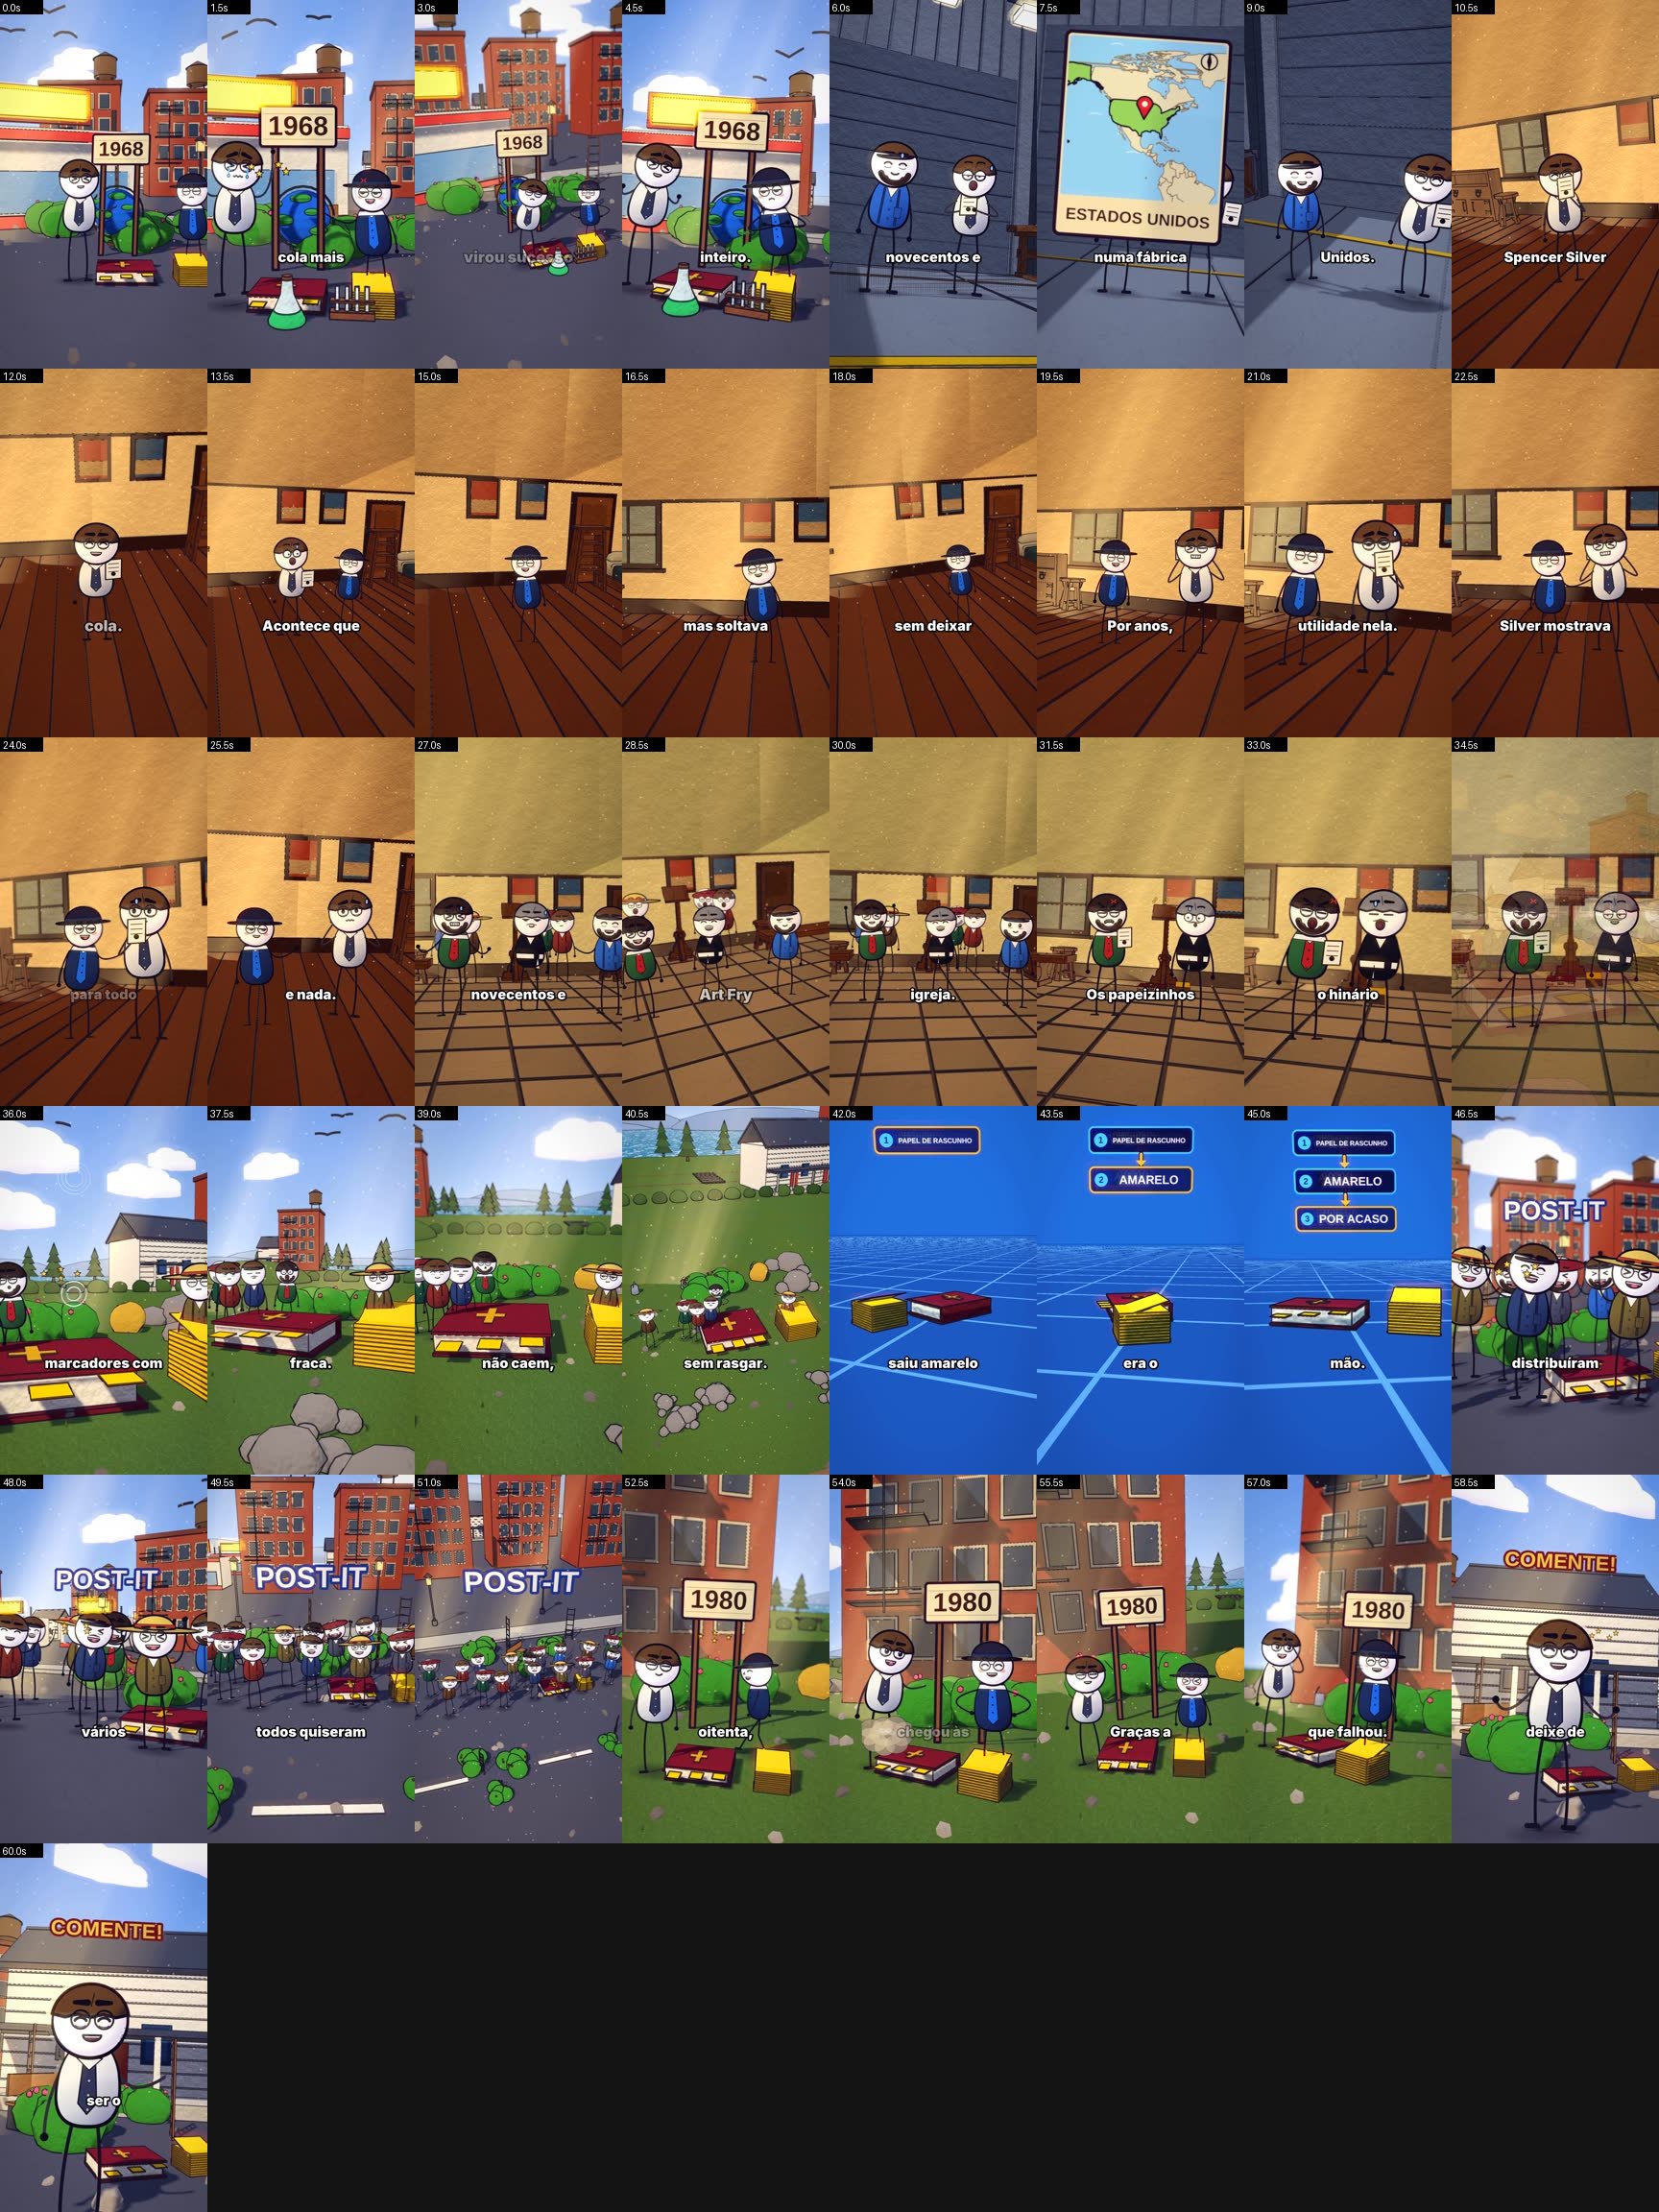 0.0s
1968
1.5s
1968
cola mais
3.0s
1968
virou sucesso
4.5s
1968
inteiro.
6.0s
novecentos e
7.5s
ESTADOS UNIDOS
numa fábrica
9.0s
Unidos.
10.5s
Spencer Silver
12.0s
cola.
13.5s
Acontece que
15.0s
16.5s
mas soltava
18.0s
sem deixar
19.5s
Por anos,
21.0s
utilidade nela.
22.5s
Silver mostrava
24.0s
para todo
25.5s
e nada.
27.0s
novecentos e
28.5s
Art Fry
30.0s
igreja.
31.5s
Os papeizinhos
33.0s
o hinário
34.5s
36.0s
marcadores com
37.5s
fraca.
39.0s
não caem,
40.5s
sem rasgar.
42.0s
1 PAPEL DE RASCUNHO
saiu amarelo
43.5s
1 PAPEL DE RASCUNHO
2 AMARELO
era o
45.0s
1 PAPEL DE RASCUNHO
2 AMARELO
3 POR ACASO
mão.
46.5s
POST-IT
distribuíram
48.0s
POST-IT
vários
49.5s
POST-IT
todos quiseram
51.0s
POST-IT
52.5s
1980
oitenta,
54.0s
1980
chegou às
55.5s
1980
Graças a
57.0s
1980
que falhou.
58.5s
COMENTE!
deixe de
60.0s
COMENTE!
ser o